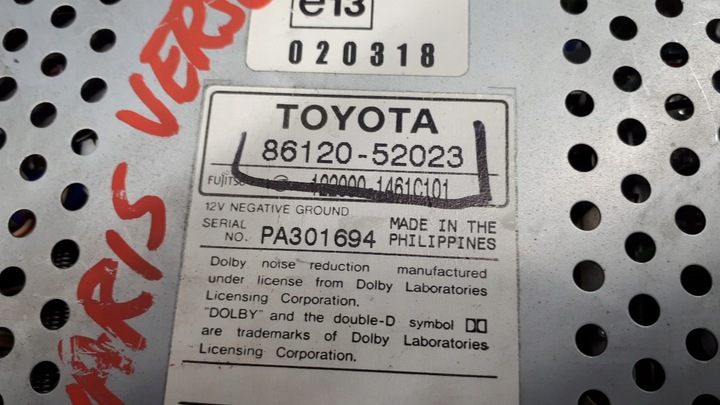 e13
020318
TOYOTA
86120-52023
FUJITSU
12V NEGATIVE GROUND
SERIAL NO. PA301694
MADE IN THE PHILIPPINES
Dolby noise reduction manufactured
under license from Dolby Laboratories
Licensing Corporation.
"DOLBY" and the double-D symbol
are trademarks of Dolby Laboratories
Licensing Corporation.